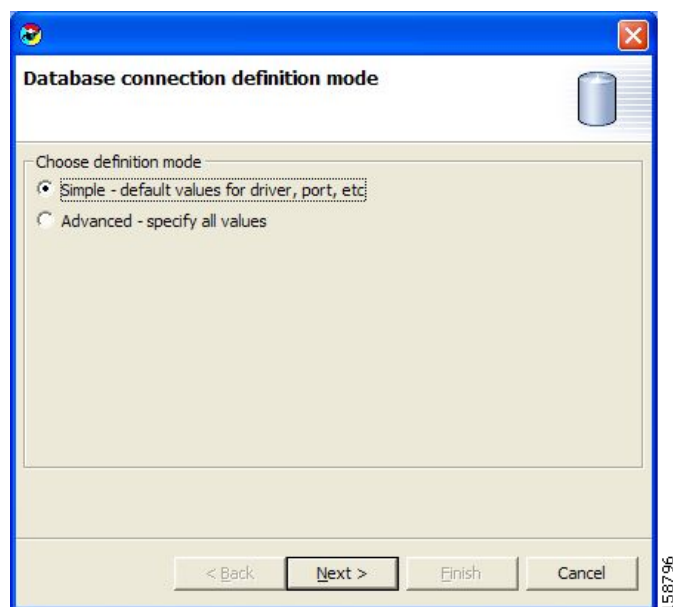 Database connection definition mode
Choose definition mode
Simple - default values for driver, port, etc
Advanced - specify all values
< Back Next > Finish Cancel
158796